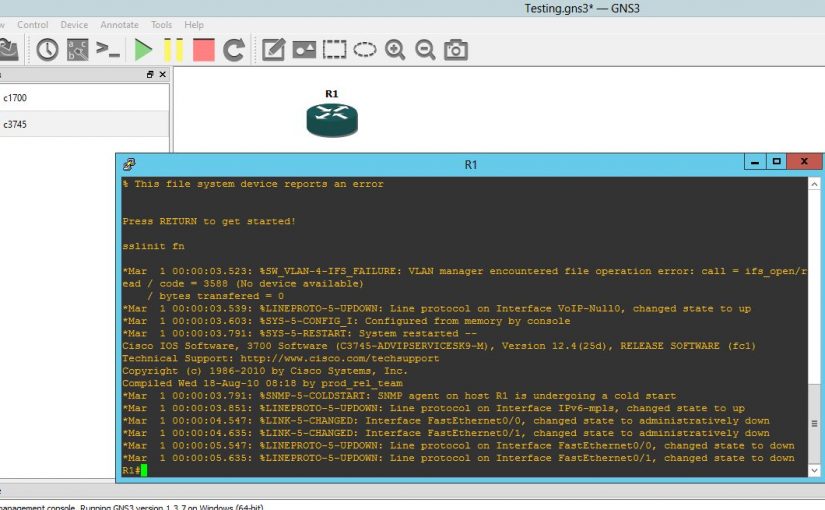 Testing.gns3* — GNS3
w Control Device Annotate Tools Help
c1700
c3745
R1
R1
% This file system device reports an error
Press RETURN to get started!
sslinit fn
*Mar 1 00:00:03.523: %SW_VLAN-4-IFS_FAILURE: VLAN manager encountered file operation error: call = ifs_open/r
ead / code = 3588 (No device available)
/ bytes transfered = 0
*Mar 1 00:00:03.539: %LINEPROTO-5-UPDOWN: Line protocol on Interface VoIP-Null0, changed state to up
*Mar 1 00:00:03.603: %SYS-5-CONFIG_I: Configured from memory by console
*Mar 1 00:00:03.791: %SYS-5-RESTART: System restarted --
Cisco IOS Software, 3700 Software (C3745-ADVIPSERVICESK9-M), Version 12.4(25d), RELEASE SOFTWARE (fc1)
Technical Support: http://www.cisco.com/techsupport
Copyright (c) 1986-2010 by Cisco Systems, Inc.
Compiled Wed 18-Aug-10 08:18 by prod_rel_team
*Mar 1 00:00:03.791: %SNMP-5-COLDSTART: SNMP agent on host R1 is undergoing a cold start
*Mar 1 00:00:03.851: %LINEPROTO-5-UPDOWN: Line protocol on Interface IPv6-mpls, changed state to up
*Mar 1 00:00:04.547: %LINK-5-CHANGED: Interface FastEthernet0/0, changed state to administratively down
*Mar 1 00:00:04.635: %LINK-5-CHANGED: Interface FastEthernet0/1, changed state to administratively down
*Mar 1 00:00:05.547: %LINEPROTO-5-UPDOWN: Line protocol on Interface FastEthernet0/0, changed state to down
*Mar 1 00:00:05.635: %LINEPROTO-5-UPDOWN: Line protocol on Interface FastEthernet0/1, changed state to down
R1#
management console. Running GNS3 version 1.3.7 on Windows (64-bit)